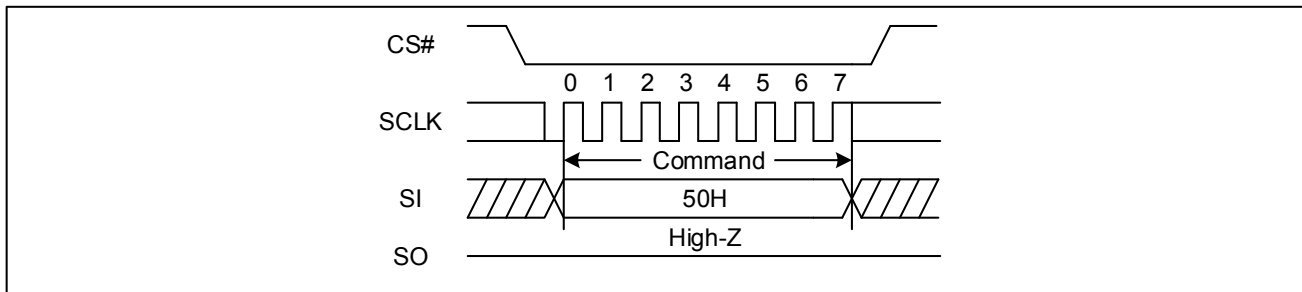 CS#
0 1 2 3 4 5 6 7
SCLK
Command
SI
50H
High-Z
SO